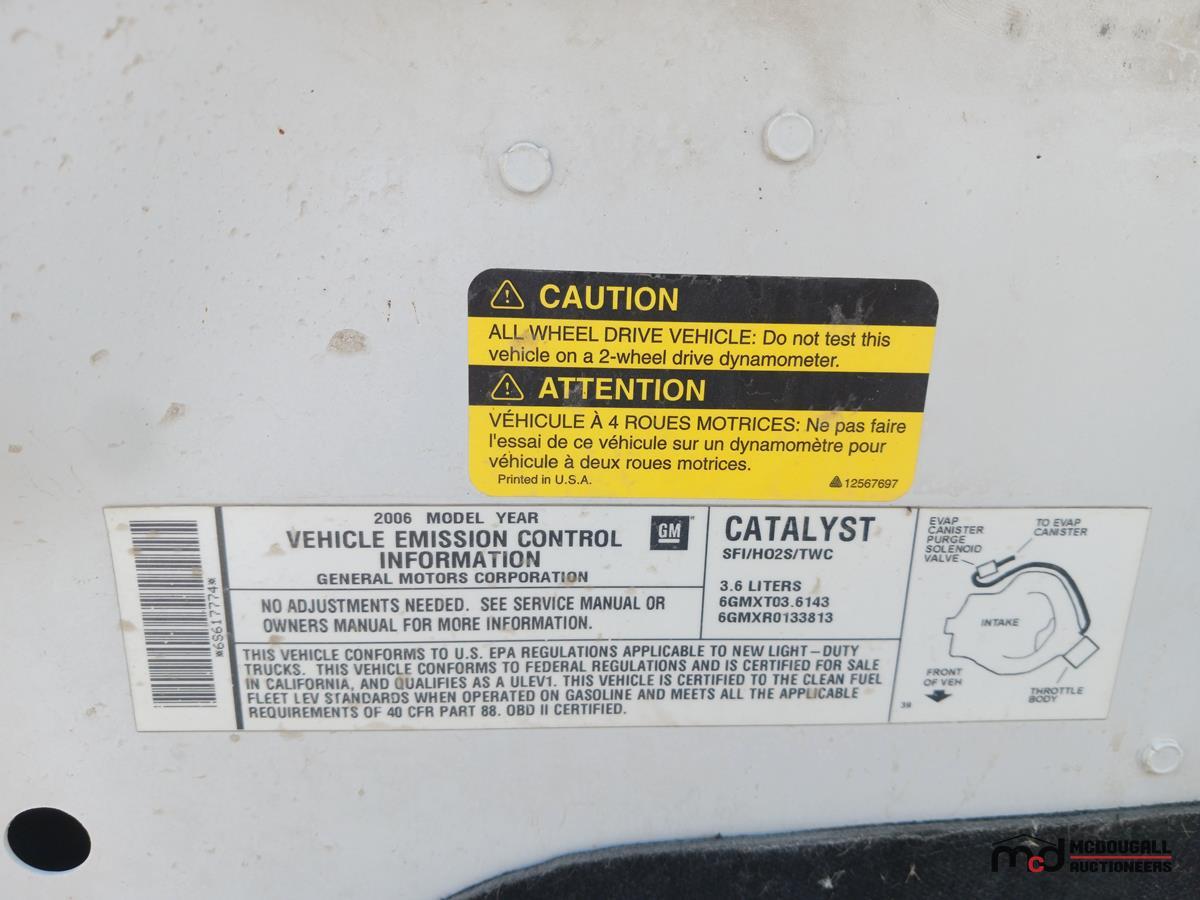 CAUTION
ALL WHEEL DRIVE VEHICLE: Do not test this
vehicle on a 2-wheel drive dynamometer.
ATTENTION
VÉHICULE À 4 ROUES MOTRICES: Ne pas faire
l'essai de ce véhicule sur un dynamomètre pour
véhicule à deux roues motrices.
Printed in U.S.A.
12567697
*6S617774*
2006 MODEL YEAR
VEHICLE EMISSION CONTROL
INFORMATION
GENERAL MOTORS CORPORATION
GM
NO ADJUSTMENTS NEEDED. SEE SERVICE MANUAL OR
OWNERS MANUAL FOR MORE INFORMATION.
CATALYST
SFI/HO2S/TWC
3.6 LITERS
6GMXT03.6143
6GMXR0133813
THIS VEHICLE CONFORMS TO U.S. EPA REGULATIONS APPLICABLE TO NEW LIGHT-DUTY
TRUCKS. THIS VEHICLE CONFORMS TO FEDERAL REGULATIONS AND IS CERTIFIED FOR SALE
IN CALIFORNIA, AND QUALIFIES AS A ULEV1. THIS VEHICLE IS CERTIFIED TO THE CLEAN FUEL
FLEET LEV STANDARDS WHEN OPERATED ON GASOLINE AND MEETS ALL THE APPLICABLE
REQUIREMENTS OF 40 CFR PART 88. OBD II CERTIFIED.
EVAP
CANISTER
PURGE
SOLENOID
VALVE
TO EVAP
CANISTER
INTAKE
FRONT
OF VEH
THROTTLE
BODY
mcd
MCDOUGALL
AUCTIONEERS